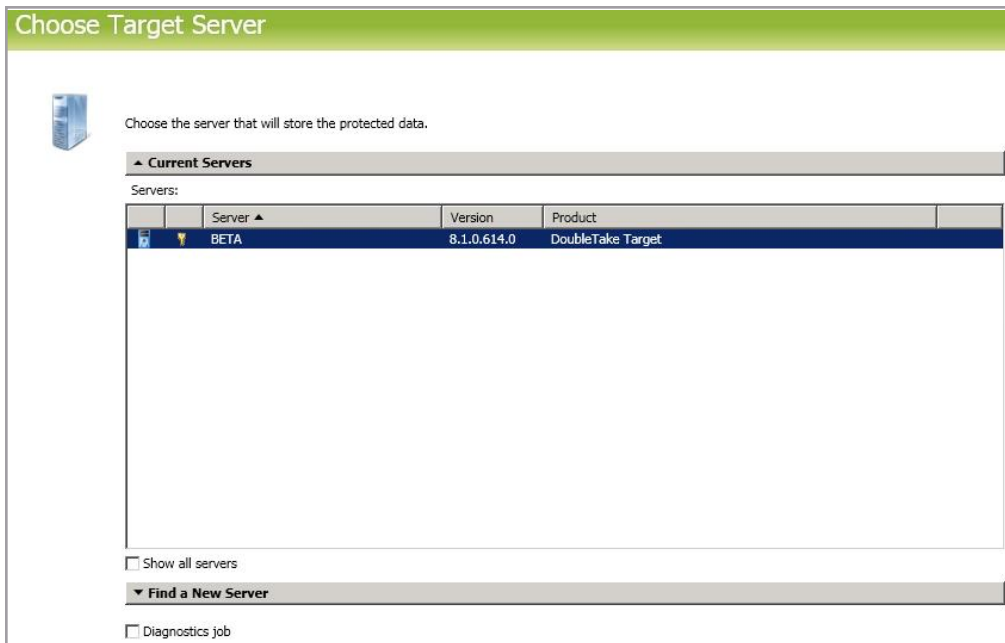 Choose Target Server
Choose the server that will store the protected data.
Current Servers
Servers:
Server Version Product
BETA 8.1.0.614.0 DoubleTake Target
Show all servers
Find a New Server
Diagnostics job